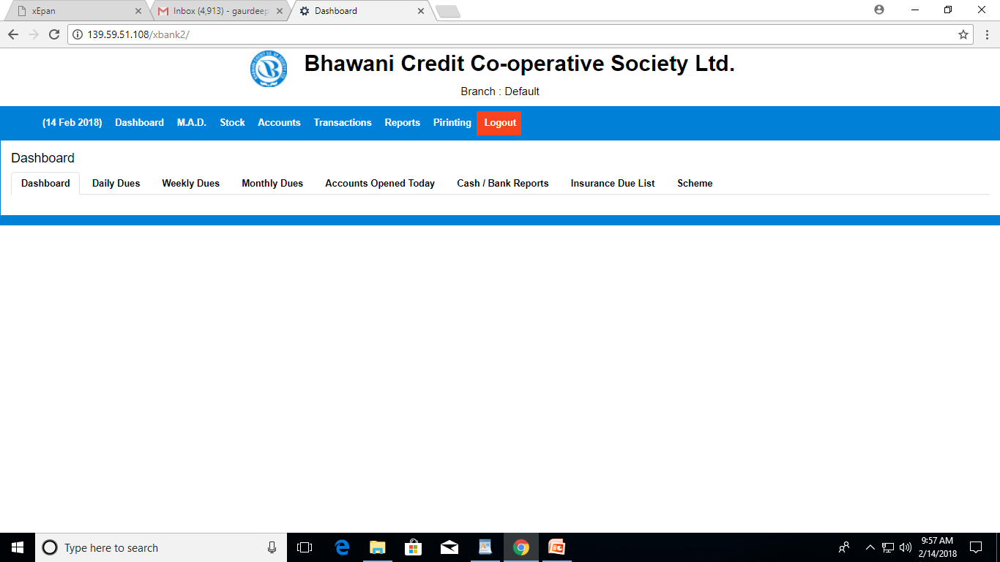 xEpan
Inbox (4,913) - gaurdeep
Dashboard
139.59.51.108/xbank2/
Bhawani Credit Co-operative Society Ltd.
Branch : Default
(14 Feb 2018) Dashboard M.A.D. Stock Accounts Transactions Reports Pirinting Logout
Dashboard
Dashboard Daily Dues Weekly Dues Monthly Dues Accounts Opened Today Cash / Bank Reports Insurance Due List Scheme
Type here to search
9:57 AM
2/14/2018